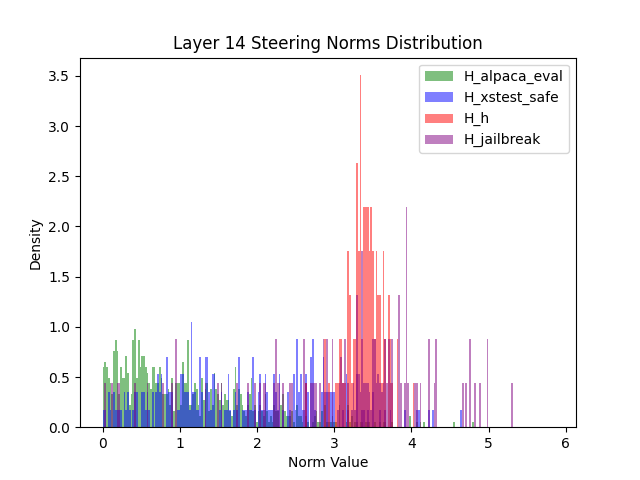 Layer 14 Steering Norms Distribution
H_alpaca_eval
H_xstest_safe
H_h
H_jailbreak
Density
3.5
3.0
2.5
2.0
1.5
1.0
0.5
0.0
0 1 2 3 4 5 6
Norm Value